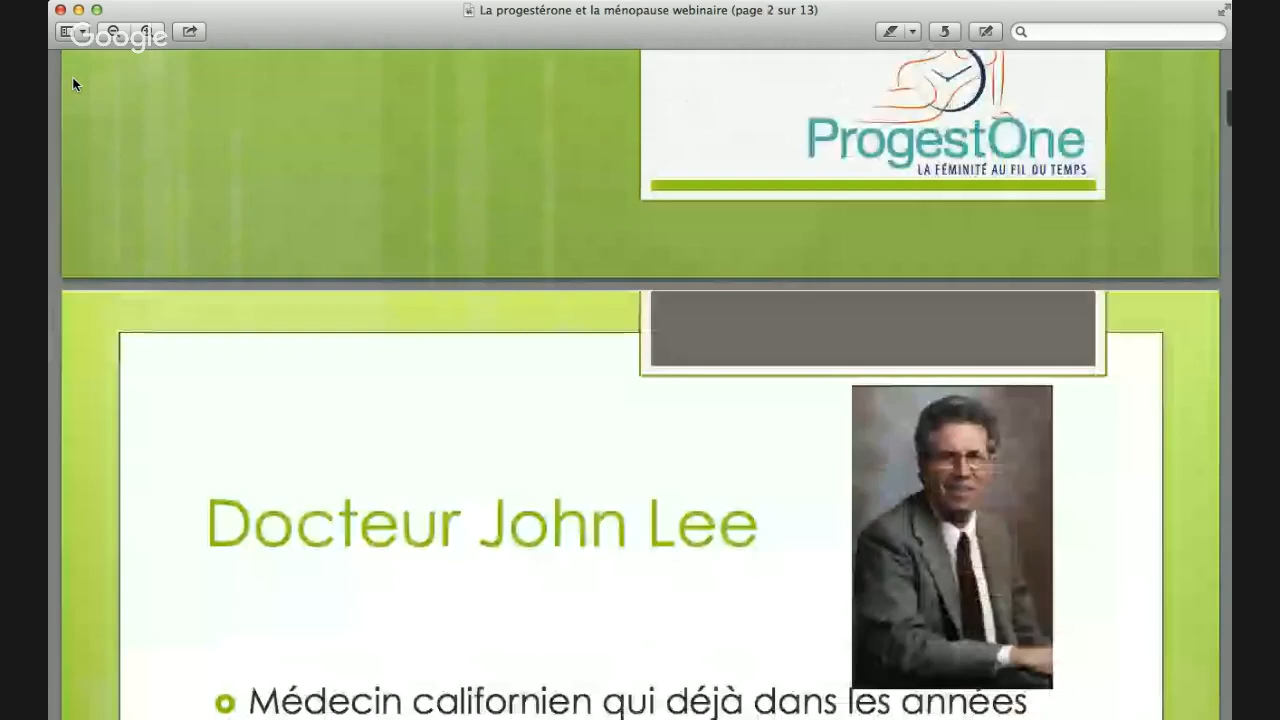 La progestérone et la ménopause webinaire (page 2 sur 13)
Google
ProgestOne
LA FÉMINITÉ AU FIL DU TEMPS
Docteur John Lee
Médecin californien qui déjà dans les années